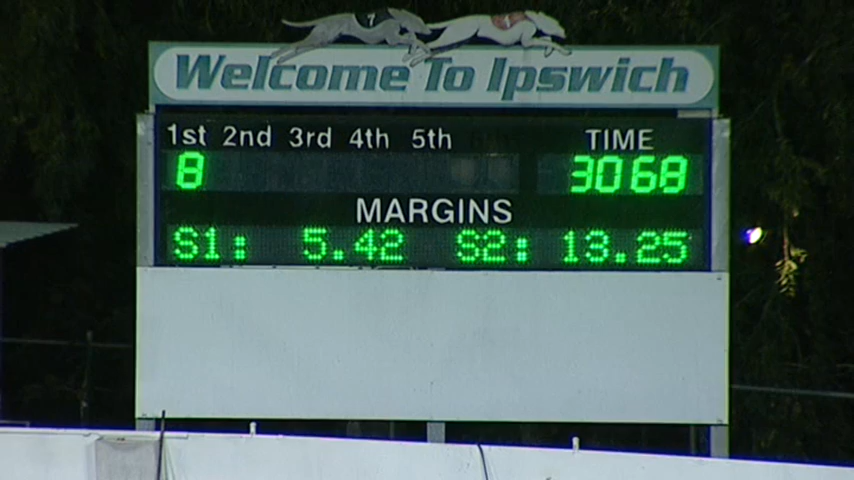 Welcome To Ipswich
1st 2nd 3rd 4th 5th TIME
8 3068
MARGINS
S1: 5.42 S2: 13.25